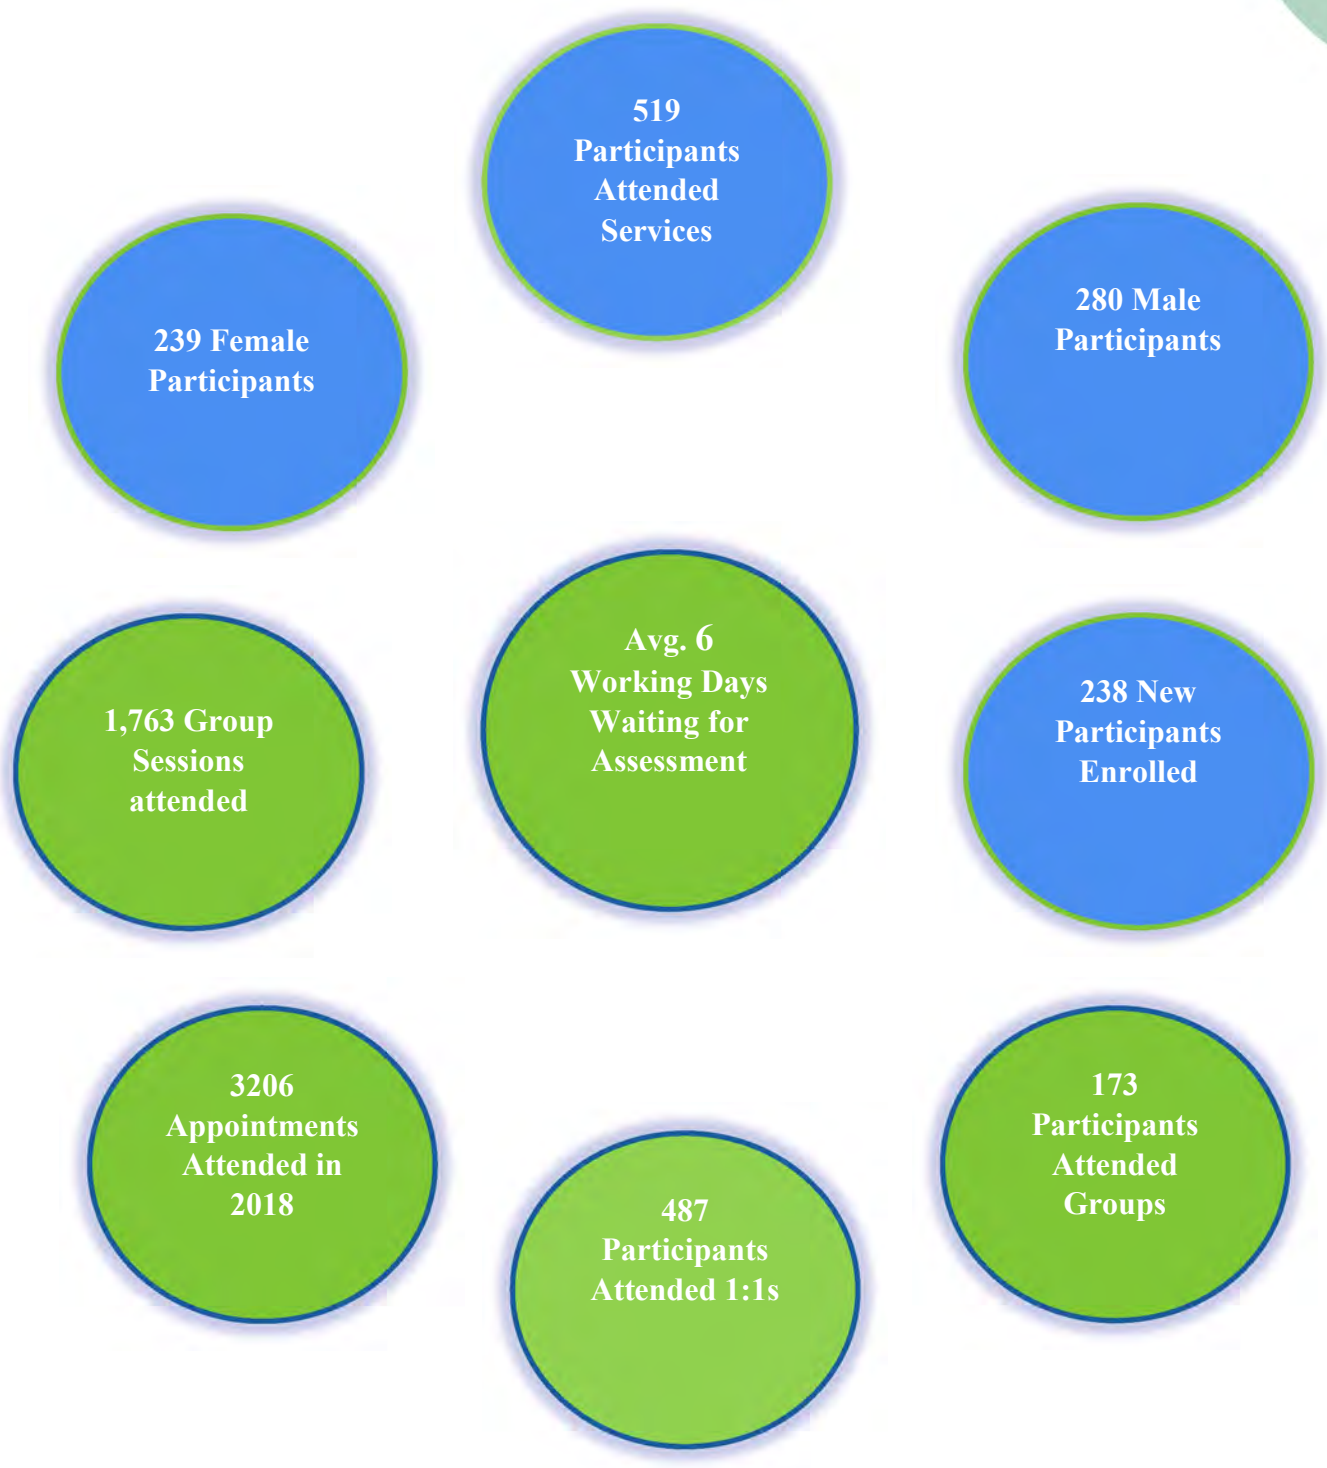 519
Participants
Attended
Services
239 Female
Participants
280 Male
Participants
1,763 Group
Sessions
attended
Avg. 6
Working Days
Waiting for
Assessment
238 New
Participants
Enrolled
3206
Appointments
Attended in
2018
487
Participants
Attended 1:1s
173
Participants
Attended
Groups